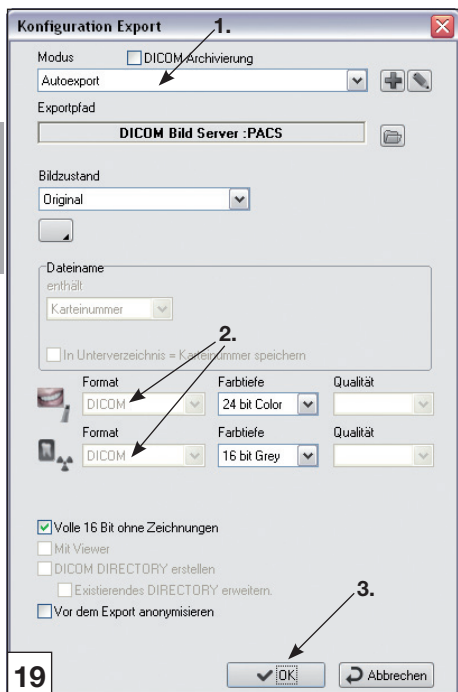 Konfiguration Export
1.
Modus DICOM Archivierung
Autoexport
Exportpfad
DICOM Bild Server :PACS
Bildzustand
Original
Dateiname
enthält
Karteinummer
2.
In Unterverzeichnis = Karteinummer speichern
Format Farbtiefe Qualität
DICOM 24 bit Color
Format Farbtiefe Qualität
DICOM 16 bit Grey
Volle 16 Bit ohne Zeichnungen
Mit Viewer
DICOM DIRECTORY erstellen
Existierendes DIRECTORY erweitern.
3.
Vor dem Export anonymisieren
19 OK Abbrechen